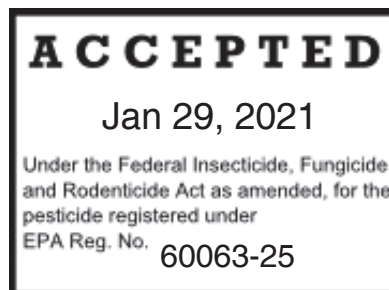 ACCEPTED
Jan 29, 2021
Under the Federal Insecticide, Fungicide
and Rodenticide Act as amended, for the
pesticide registered under
EPA Reg. No. 60063-25